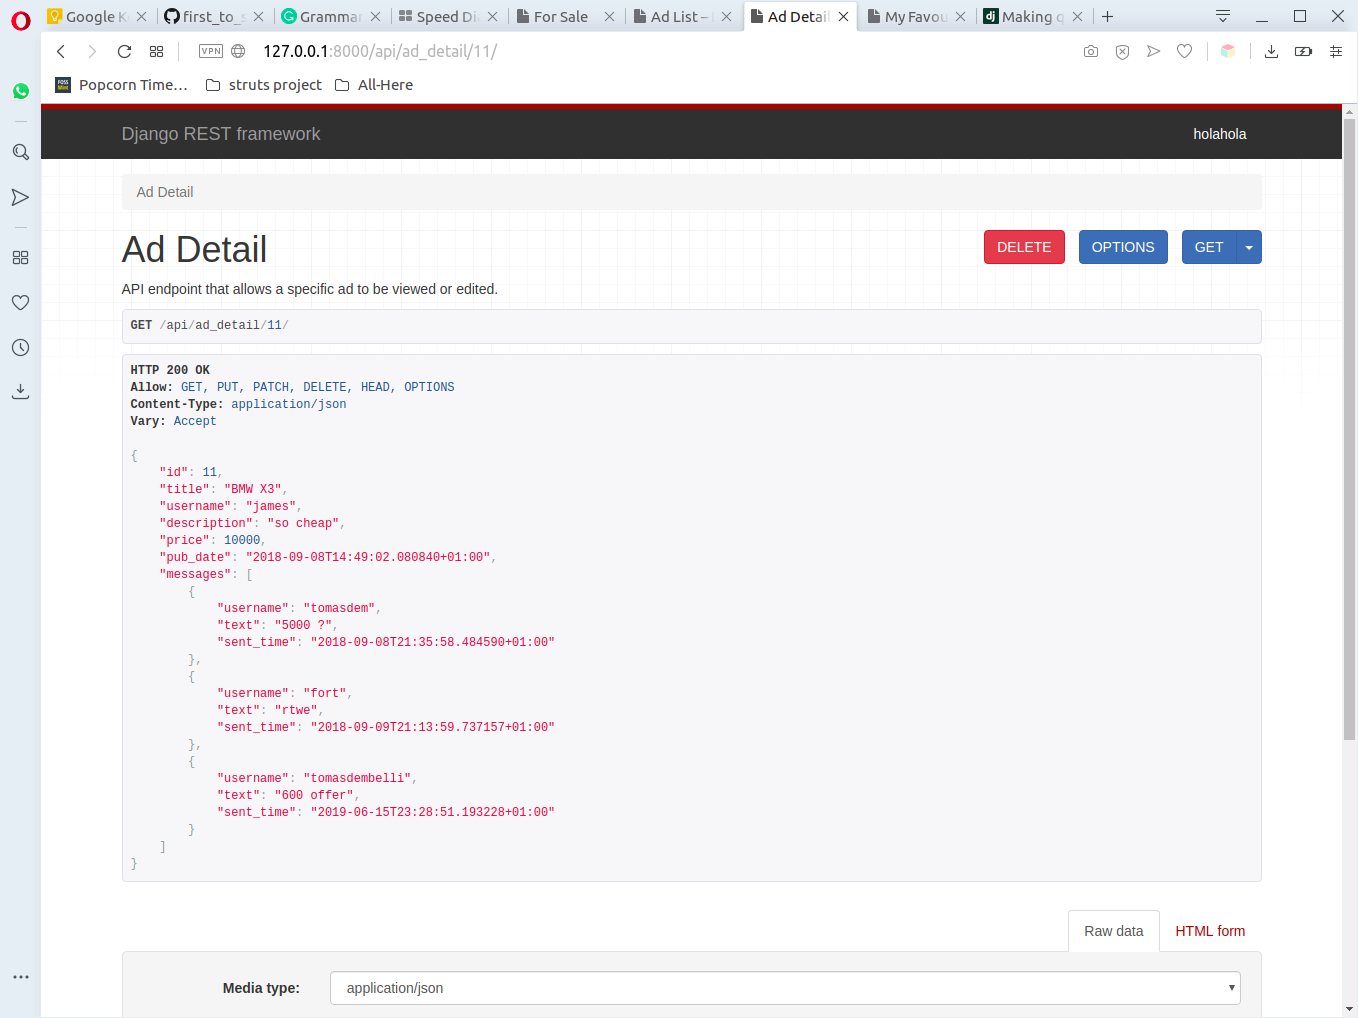 Google K
first_to_s
Grammar
Speed Dia
For Sale
Ad List –
Ad Detail
My Favou
dj Making q
VPN
127.0.0.1:8000/api/ad_detail/11/
Popcorn Time...
struts project
All-Here
Django REST framework
holahola
Ad Detail
Ad Detail
DELETE
OPTIONS
GET
API endpoint that allows a specific ad to be viewed or edited.
GET /api/ad_detail/11/
HTTP 200 OK
Allow: GET, PUT, PATCH, DELETE, HEAD, OPTIONS
Content-Type: application/json
Vary: Accept
{
"id": 11,
"title": "BMW X3",
"username": "james",
"description": "so cheap",
"price": 10000,
"pub_date": "2018-09-08T14:49:02.080840+01:00",
"messages": [
{
"username": "tomasdem",
"text": "5000 ?",
"sent_time": "2018-09-08T21:35:58.484590+01:00"
},
{
"username": "fort",
"text": "rtwe",
"sent_time": "2018-09-09T21:13:59.737157+01:00"
},
{
"username": "tomasdembelli",
"text": "600 offer",
"sent_time": "2019-06-15T23:28:51.193228+01:00"
}
]
}
Raw data
HTML form
Media type:
application/json